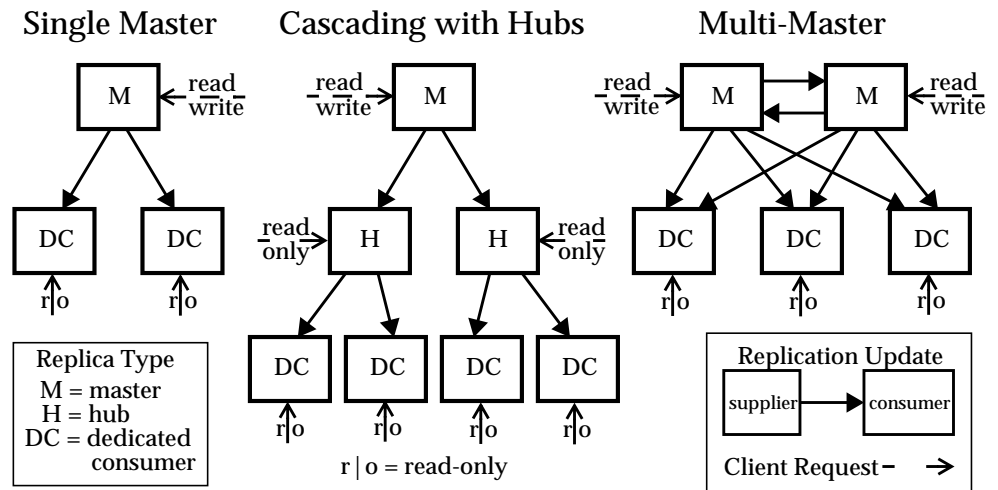 Single Master
M
read
write
DC
DC
r|o
r|o
Replica Type
M = master
H = hub
DC = dedicated
consumer
Cascading with Hubs
read
write
M
read
only
H
H
read
only
DC
DC
DC
DC
r|o
r|o
r|o
r|o
r | o = read-only
Multi-Master
read
write
M
M
read
write
DC
DC
DC
r|o
r|o
r|o
Replication Update
supplier
consumer
Client Request